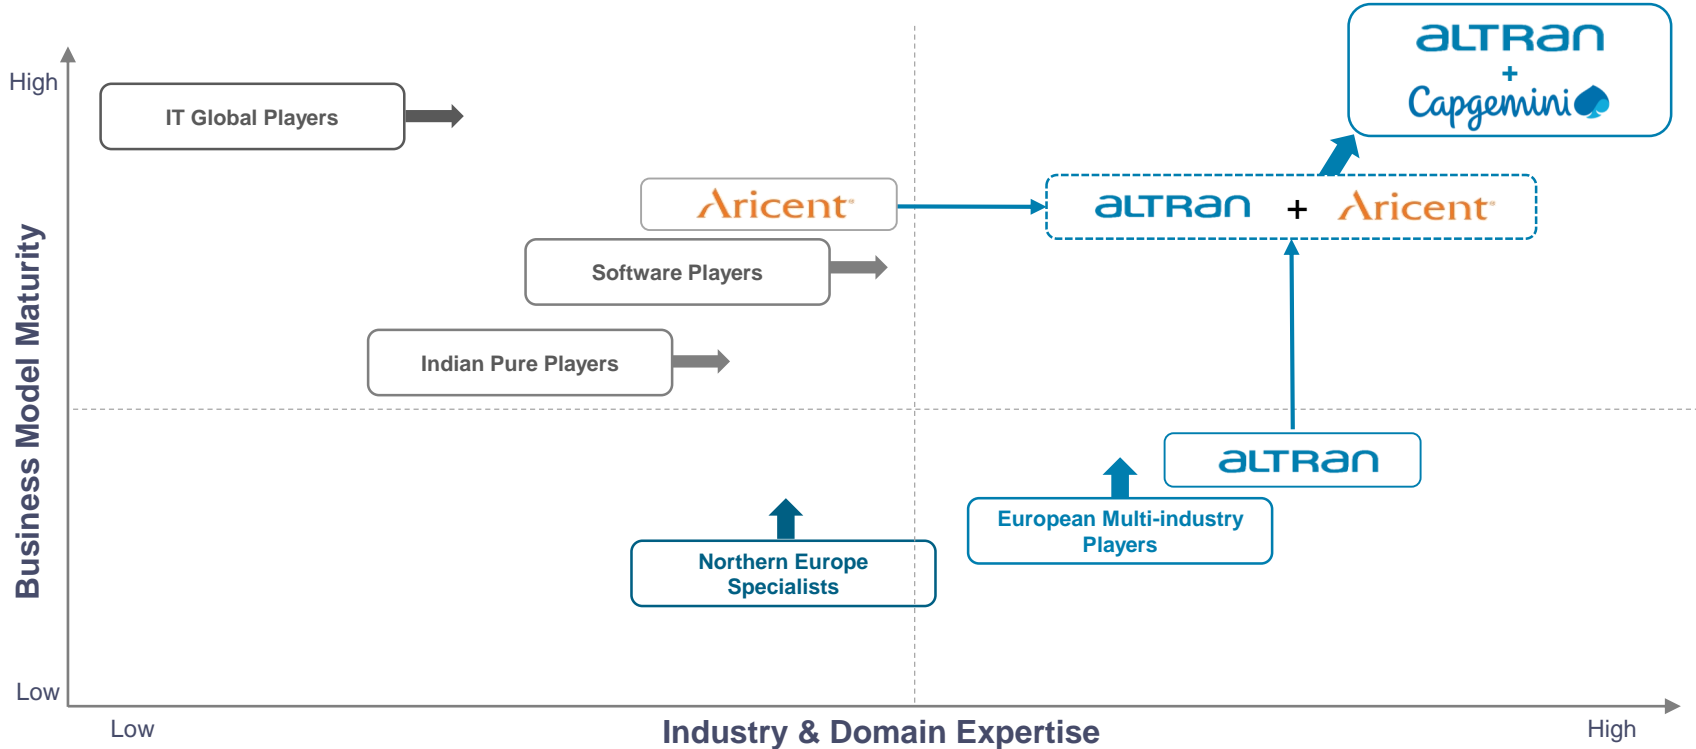 High
IT Global Players
ALTRAN
+
Capgemini
Aricent
ALTRAN + Aricent
Software Players
Indian Pure Players
Business Model Maturity
ALTRAN
European Multi-industry
Players
Northern Europe
Specialists
Low
Low
Industry & Domain Expertise
High